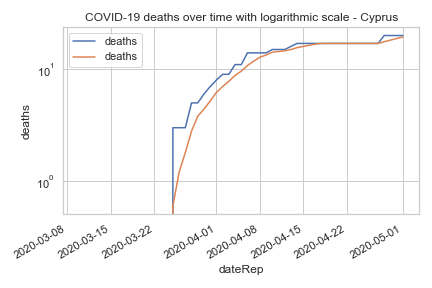 COVID-19 deaths over time with logarithmic scale - Cyprus
deaths
deaths
10¹
10⁰
deaths
2020-03-08
2020-03-15
2020-03-22
2020-04-01
2020-04-08
2020-04-15
2020-04-22
2020-05-01
dateRep